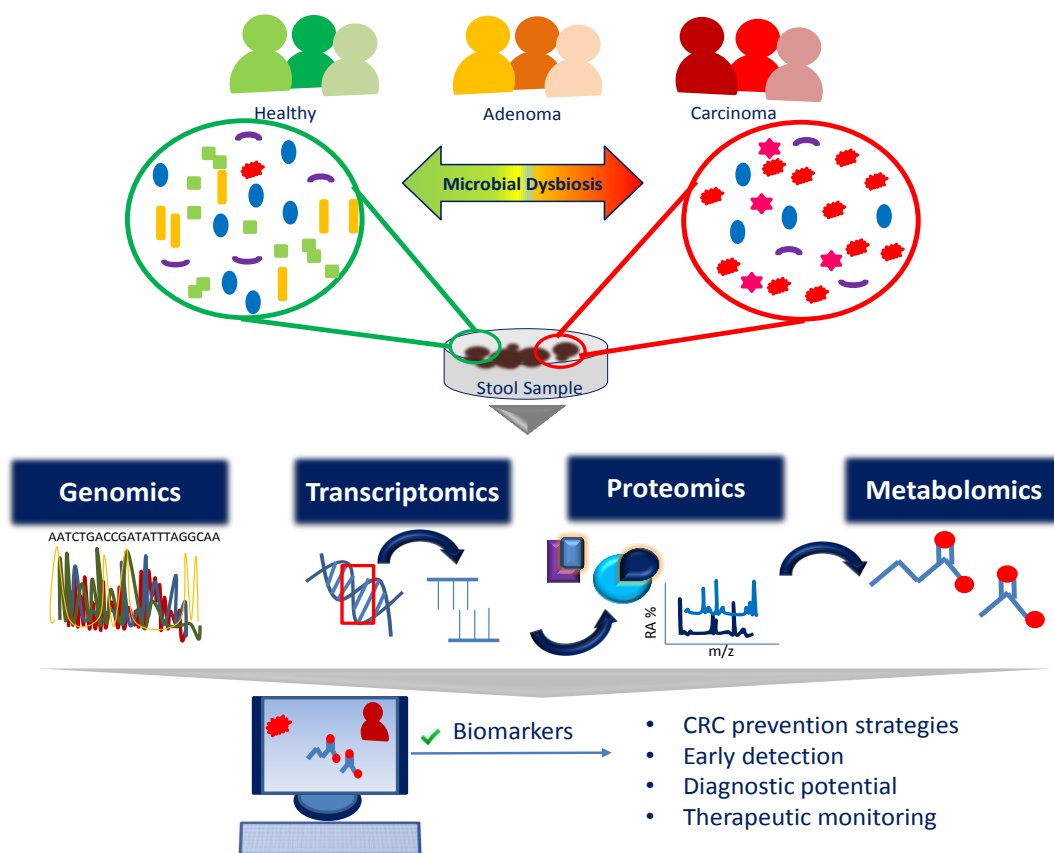 Healthy
Adenoma
Carcinoma
Microbial Dysbiosis
Stool Sample
Genomics
Transcriptomics
Proteomics
Metabolomics
AATCTGACCGATATTTAGGCAA
RA %
m/z
Biomarkers
• CRC prevention strategies
• Early detection
• Diagnostic potential
• Therapeutic monitoring